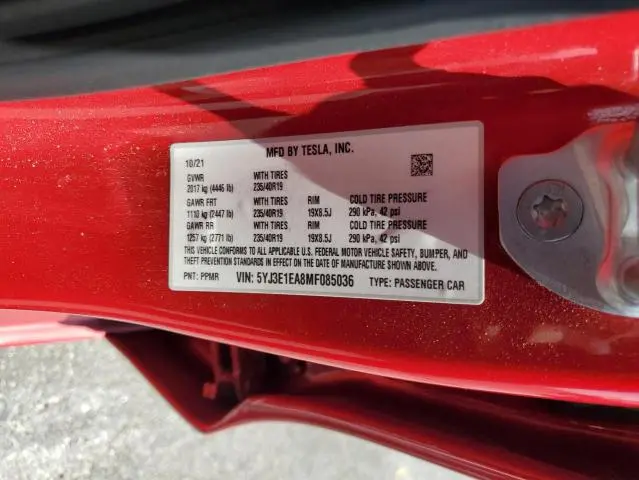 MFD BY TESLA, INC.
10/21
GVWR WITH TIRES
2017 kg (4446 lb) 235/40R19
GAWR FRT WITH TIRES RIM COLD TIRE PRESSURE
1110 kg (2447 lb) 235/40R19 19X8.5J 290 kPa, 42 psi
GAWR RR WITH TIRES RIM COLD TIRE PRESSURE
1257 kg (2771 lb) 235/40R19 19X8.5J 290 kPa, 42 psi
THIS VEHICLE CONFORMS TO ALL APPLICABLE U.S. FEDERAL MOTOR VEHICLE SAFETY, BUMPER, AND
THEFT PREVENTION STANDARDS IN EFFECT ON THE DATE OF MANUFACTURE SHOWN ABOVE.
PNT: PPMR VIN: 5YJ3E1EA8MF085036 TYPE: PASSENGER CAR